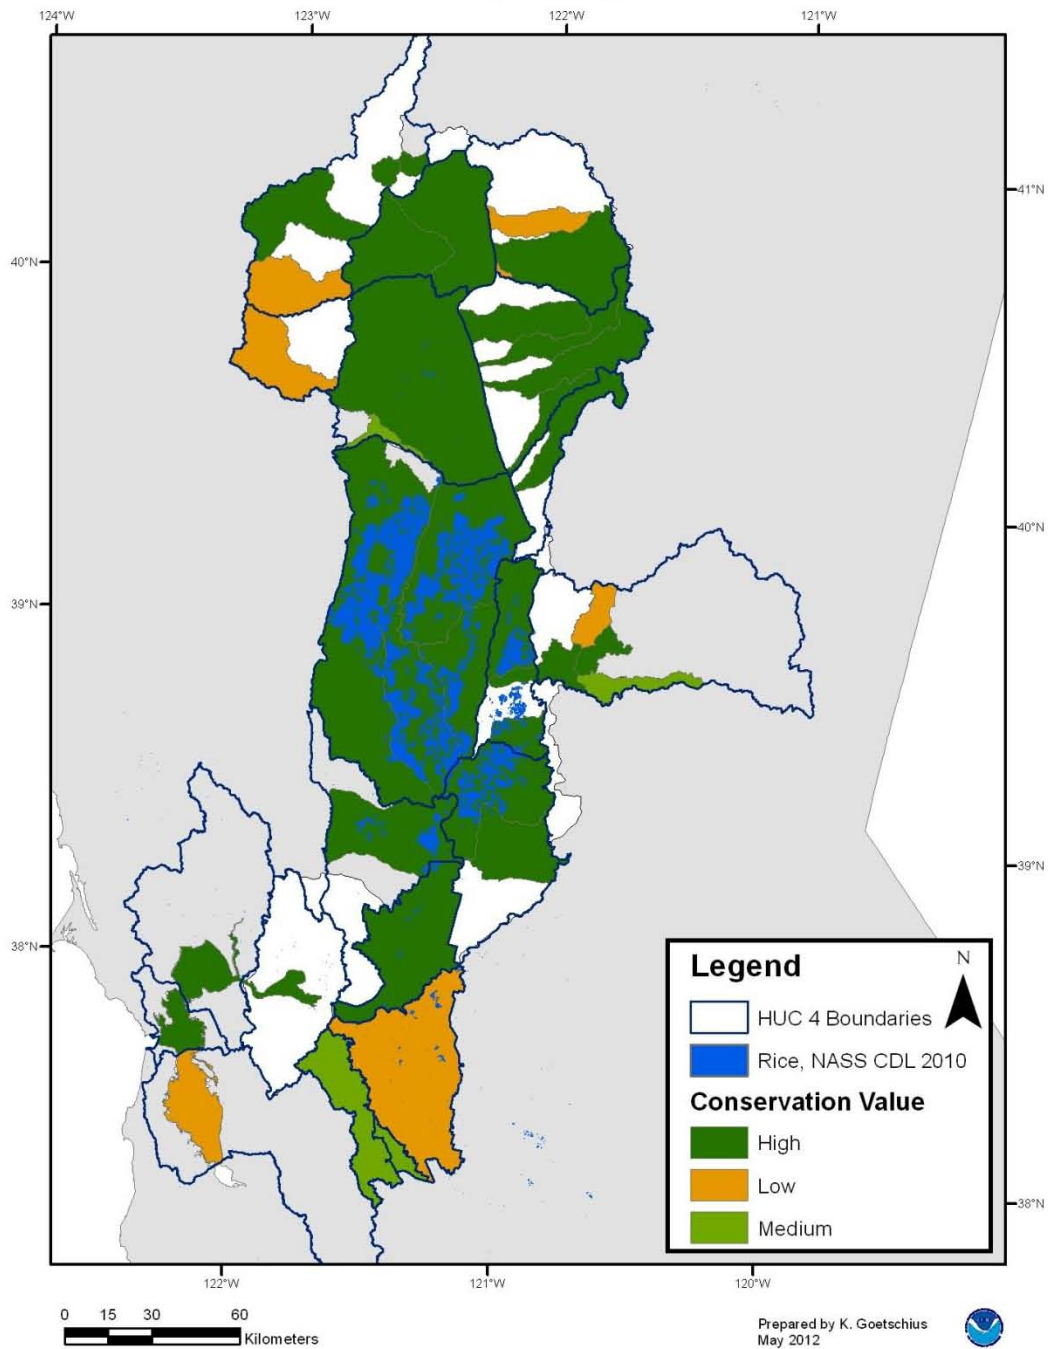 124°W 123°W 122°W 121°W
41°N
40°N
40°N
39°N
39°N
38°N
Legend
N
HUC 4 Boundaries
Rice, NASS CDL 2010
Conservation Value
High
Low
Medium
38°N
122°W 121°W 120°W
0 15 30 60
Kilometers
Prepared by K. Goetschius
May 2012